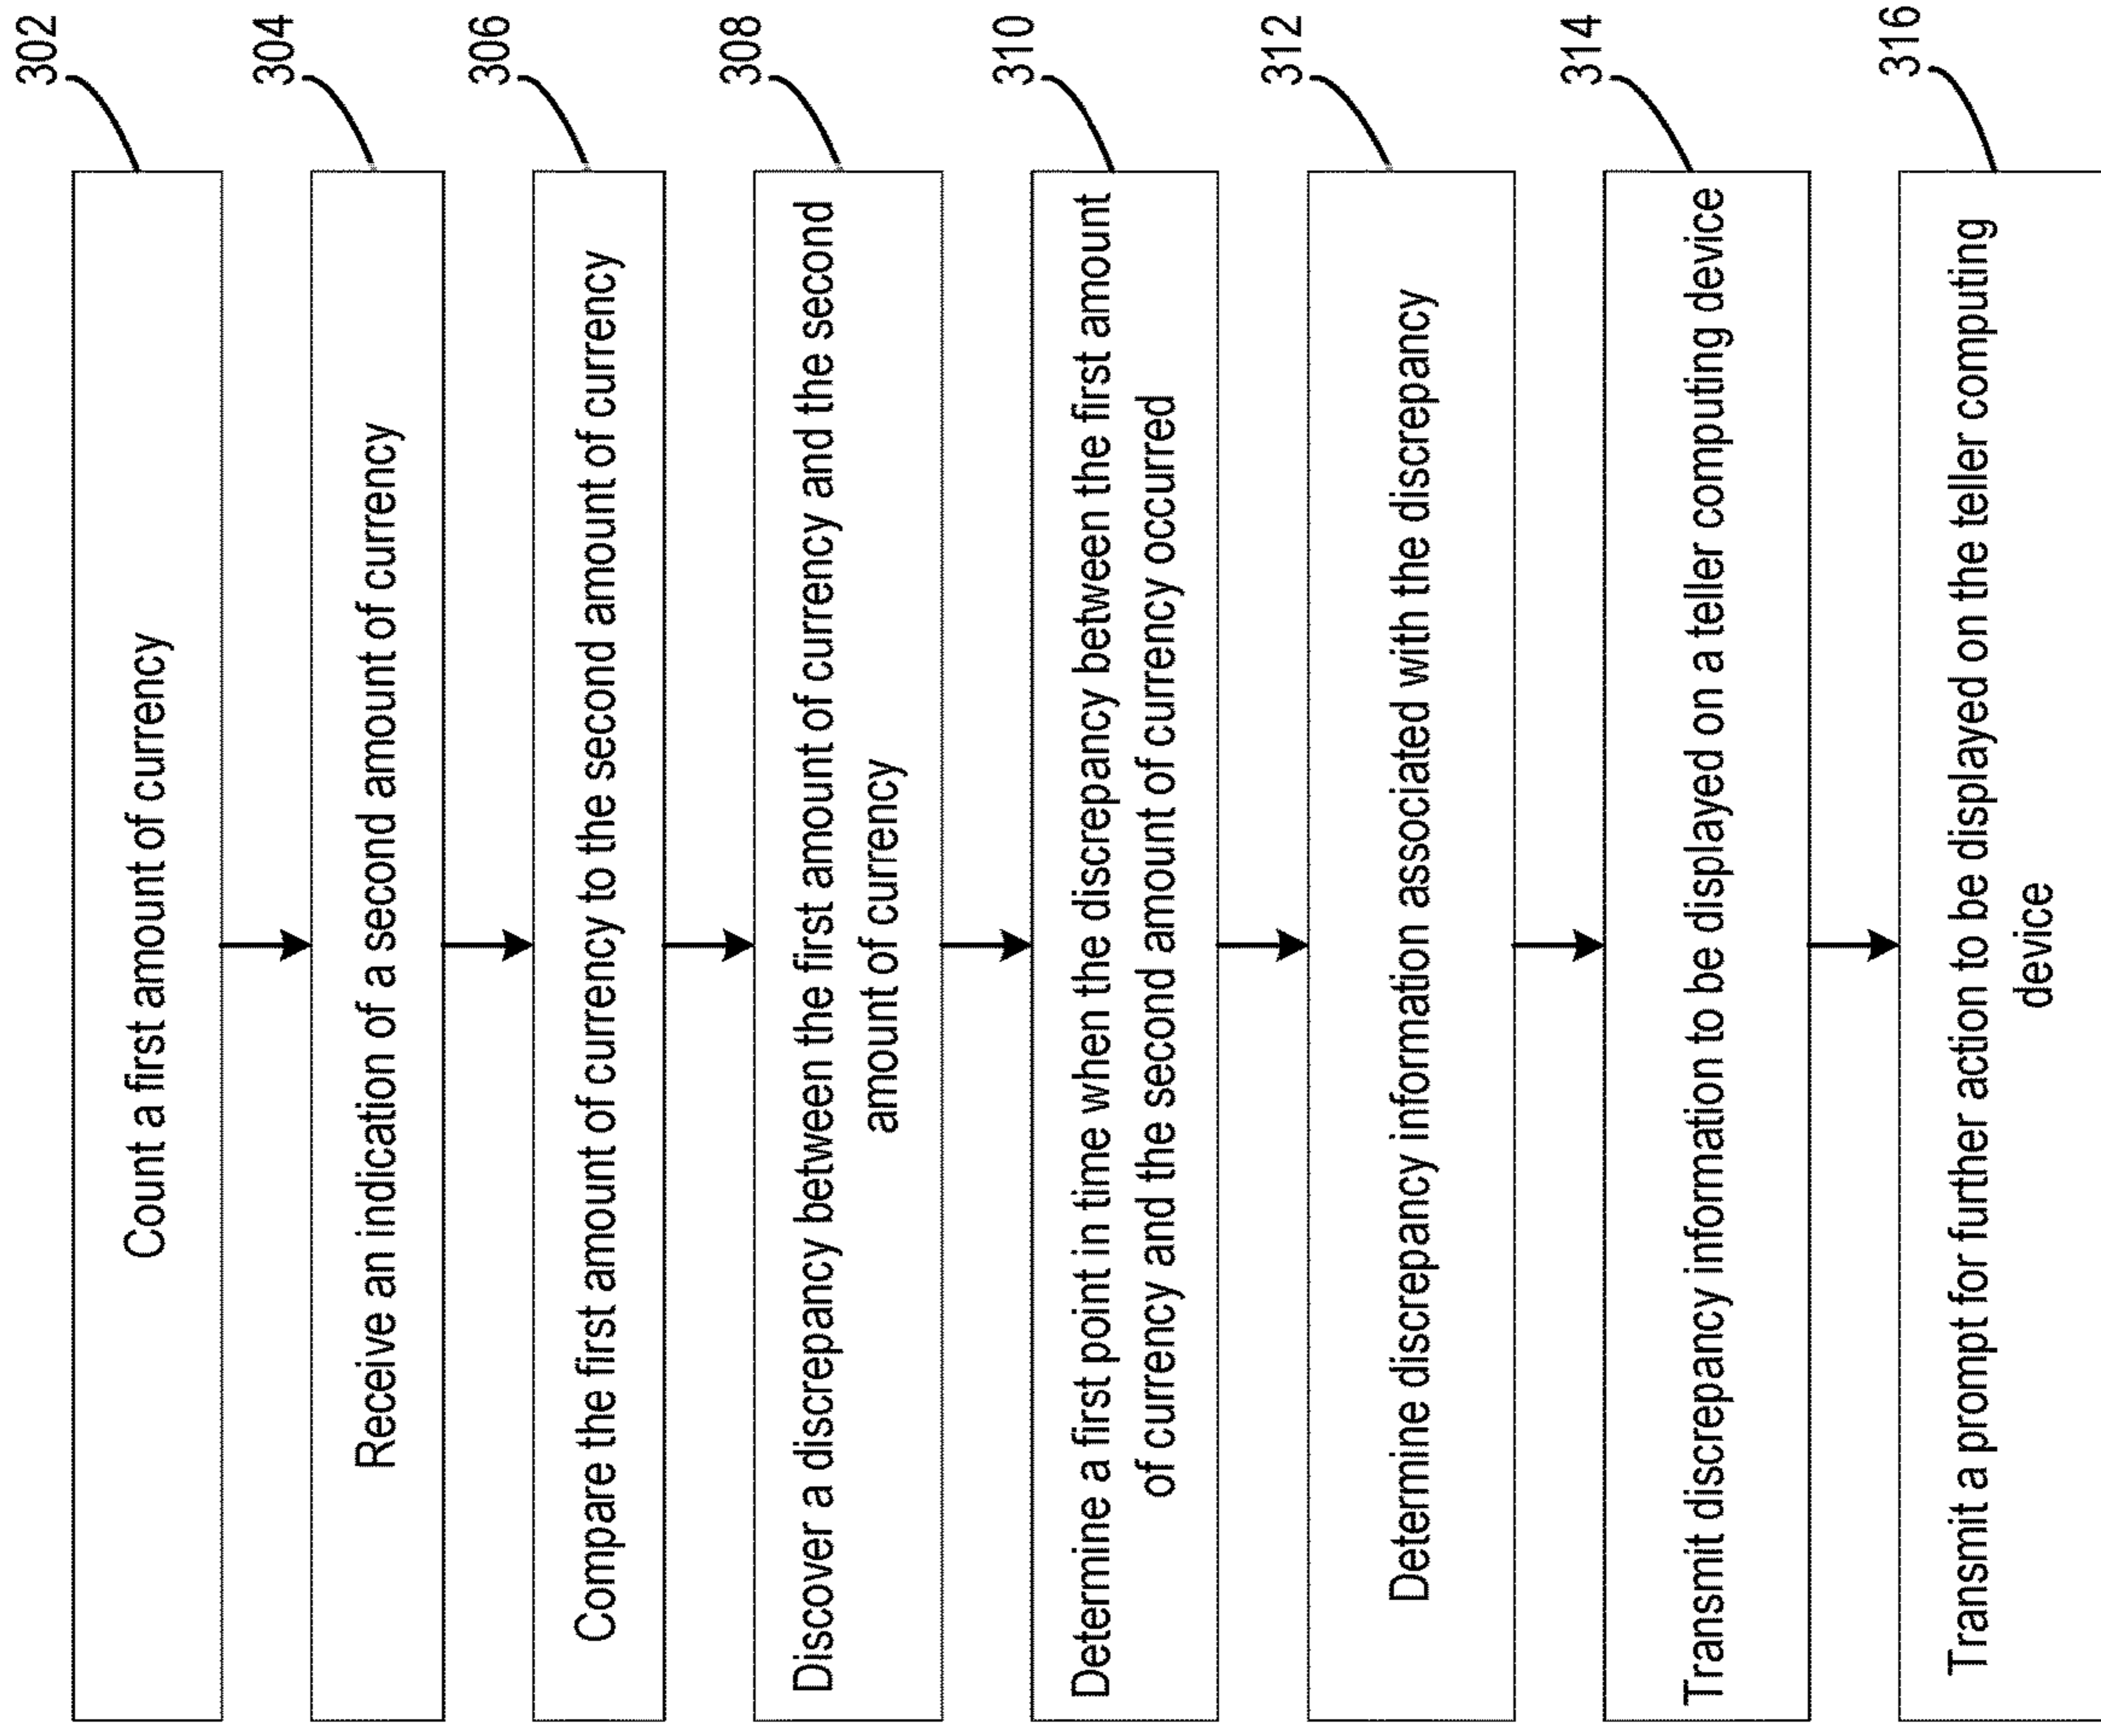 302
Count a first amount of currency
304
Receive an indication of a second amount of currency
306
Compare the first amount of currency to the second amount of currency
308
Discover a discrepancy between the first amount of currency and the second
amount of currency
310
Determine a first point in time when the discrepancy between the first amount
of currency and the second amount of currency occurred
312
Determine discrepancy information associated with the discrepancy
314
Transmit discrepancy information to be displayed on a teller computing device
316
Transmit a prompt for further action to be displayed on the teller computing
device